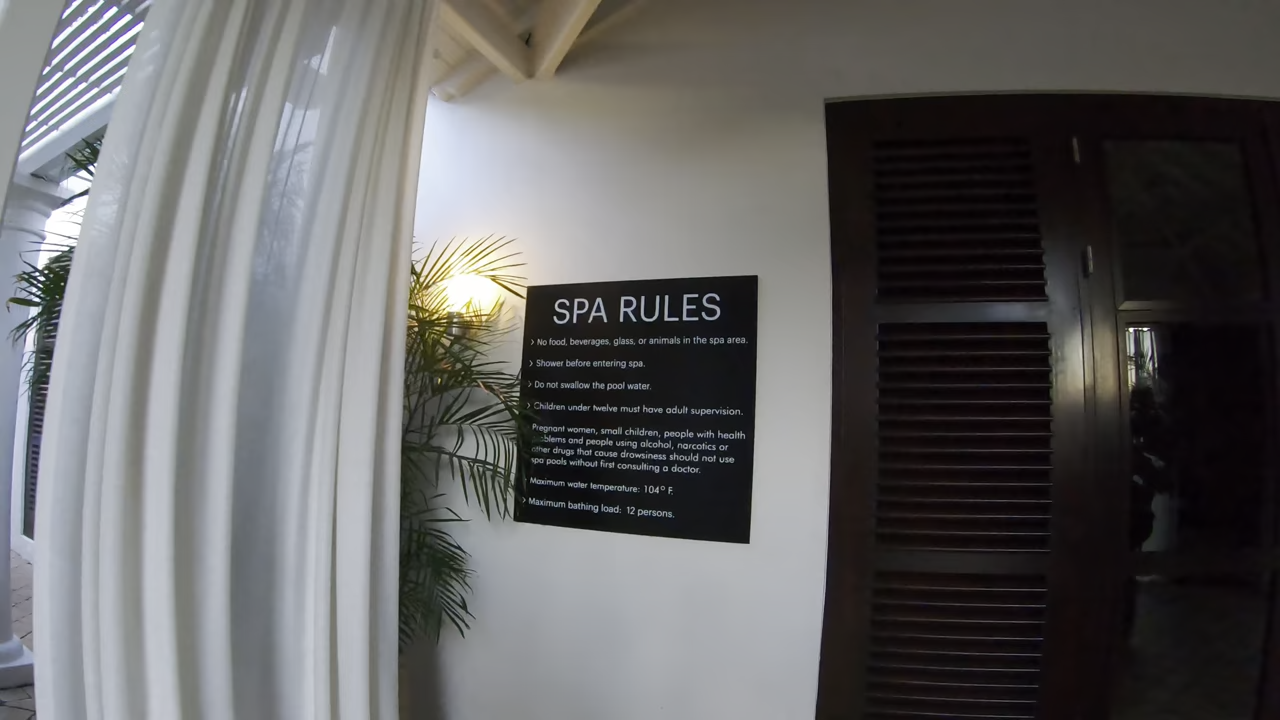 SPA RULES
› No food, beverages, glass, or animals in the spa area.
› Shower before entering spa.
› Do not swallow the pool water.
› Children under twelve must have adult supervision.
Pregnant women, small children, people with health
problems and people using alcohol, narcotics or
other drugs that cause drowsiness should not use
spa pools without first consulting a doctor.
› Maximum water temperature: 104° F.
› Maximum bathing load: 12 persons.